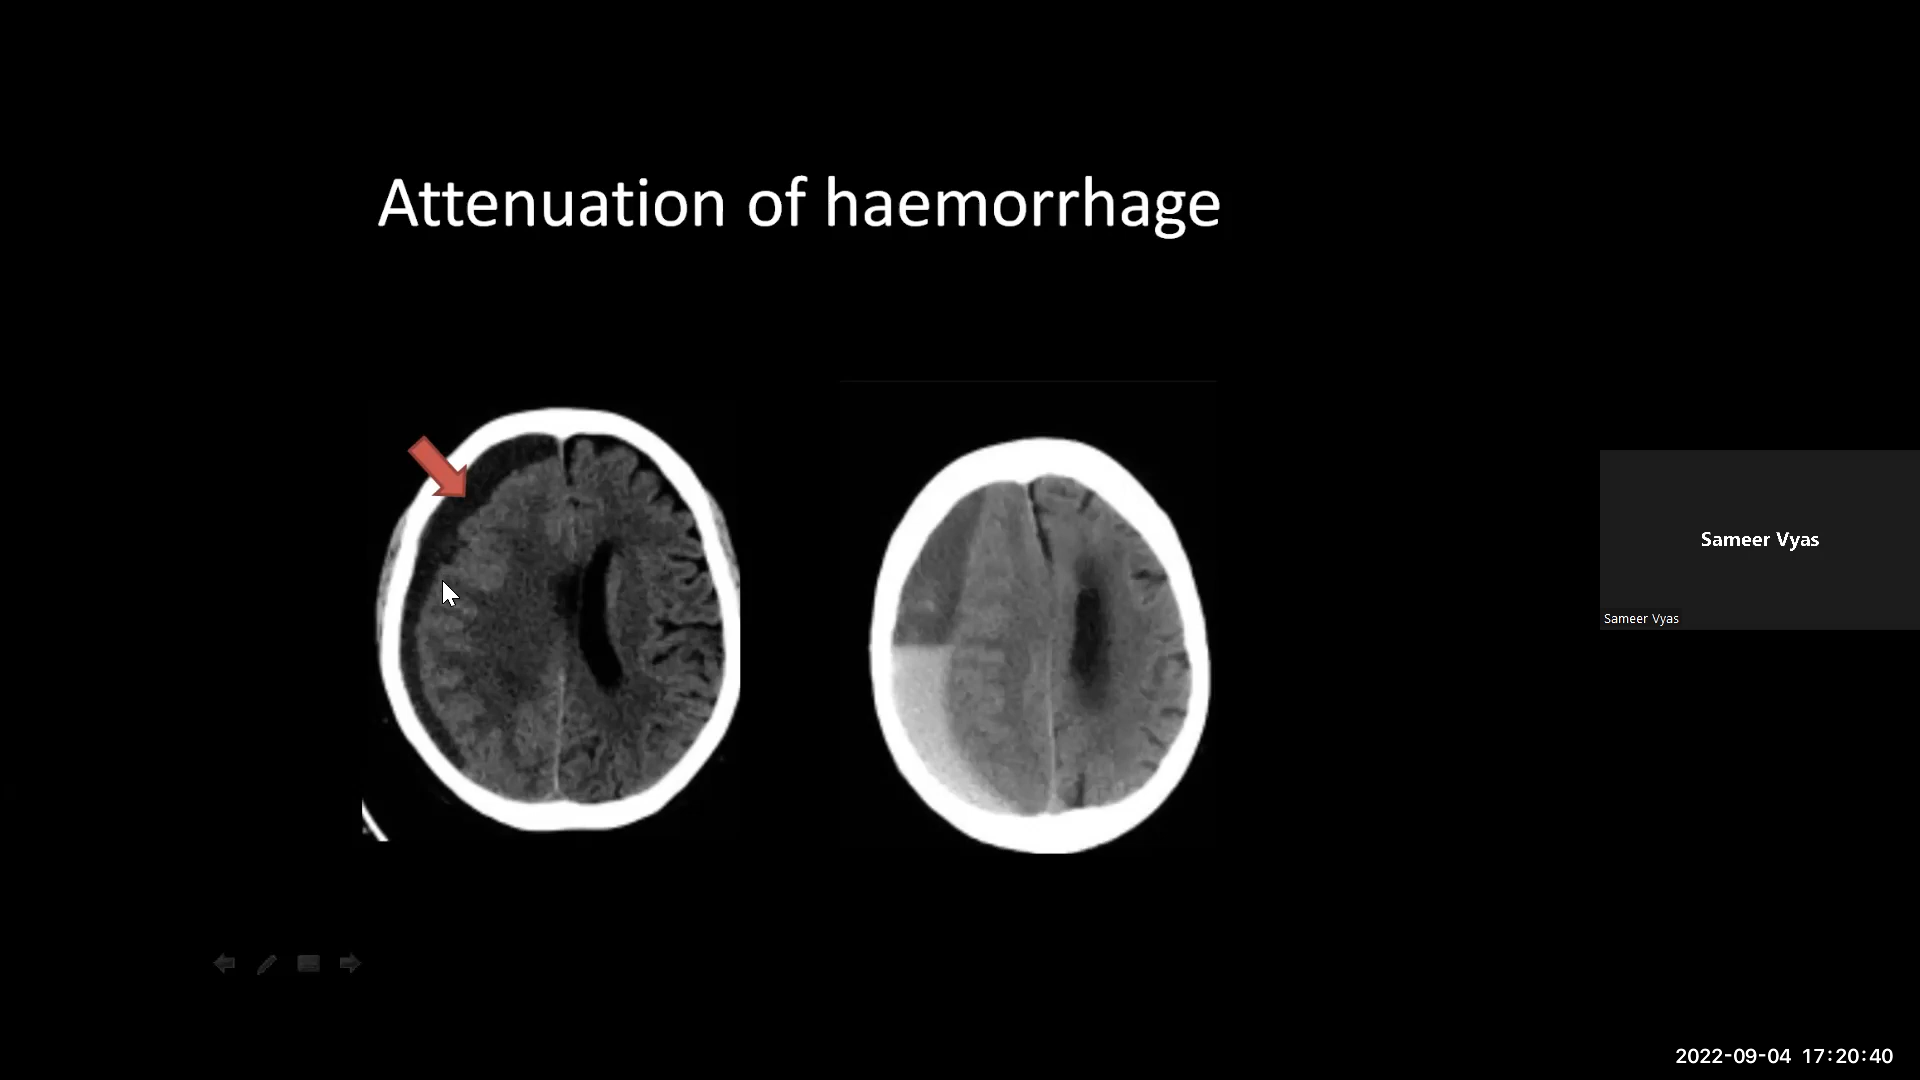 Attenuation of haemorrhage
Sameer Vyas
Sameer Vyas
2022-09-04 17:20:40